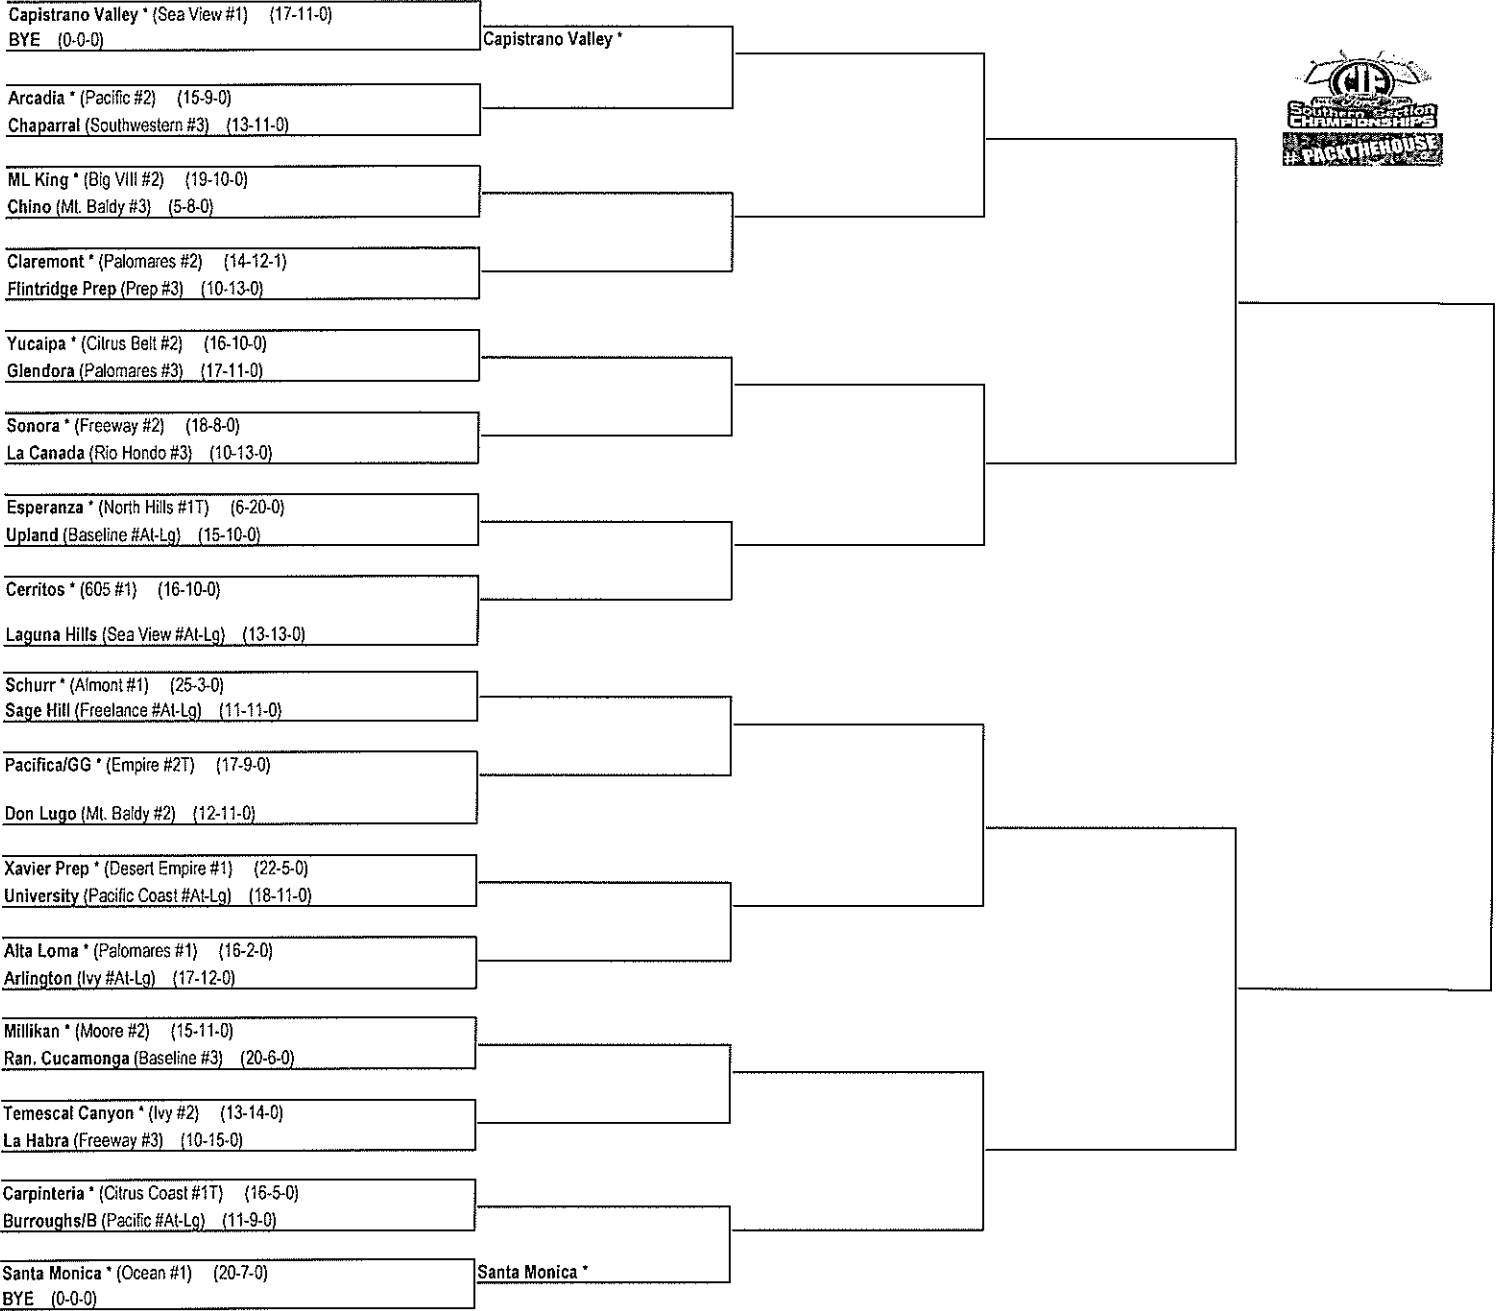 Capistrano Valley * (Sea View #1) (17-11-0)
BYE (0-0-0)
Capistrano Valley *
Arcadia * (Pacific #2) (15-9-0)
Chaparral (Southwestern #3) (13-11-0)
ML King * (Big VIII #2) (19-10-0)
Chino (Mt. Baldy #3) (5-8-0)
Claremont * (Palomares #2) (14-12-1)
Flintridge Prep (Prep #3) (10-13-0)
Yucaipa * (Citrus Belt #2) (16-10-0)
Glendora (Palomares #3) (17-11-0)
Sonora * (Freeway #2) (18-8-0)
La Canada (Rio Hondo #3) (10-13-0)
Esperanza * (North Hills #1T) (6-20-0)
Upland (Baseline #At-Lg) (15-10-0)
Cerritos * (605 #1) (16-10-0)
Laguna Hills (Sea View #At-Lg) (13-13-0)
Schurr * (Almont #1) (25-3-0)
Sage Hill (Freelance #At-Lg) (11-11-0)
Pacifica/GG * (Empire #2T) (17-9-0)
Don Lugo (Mt. Baldy #2) (12-11-0)
Xavier Prep * (Desert Empire #1) (22-5-0)
University (Pacific Coast #At-Lg) (18-11-0)
Alta Loma * (Palomares #1) (16-2-0)
Arlington (Ivy #At-Lg) (17-12-0)
Millikan * (Moore #2) (15-11-0)
Ran. Cucamonga (Baseline #3) (20-6-0)
Temescal Canyon * (Ivy #2) (13-14-0)
La Habra (Freeway #3) (10-15-0)
Carpinteria * (Citrus Coast #1T) (16-5-0)
Burroughs/B (Pacific #At-Lg) (11-9-0)
Santa Monica * (Ocean #1) (20-7-0)
BYE (0-0-0)
Santa Monica *
CIF
Southern Section
CHAMPIONSHIPS
# PACKTHEHOUSE